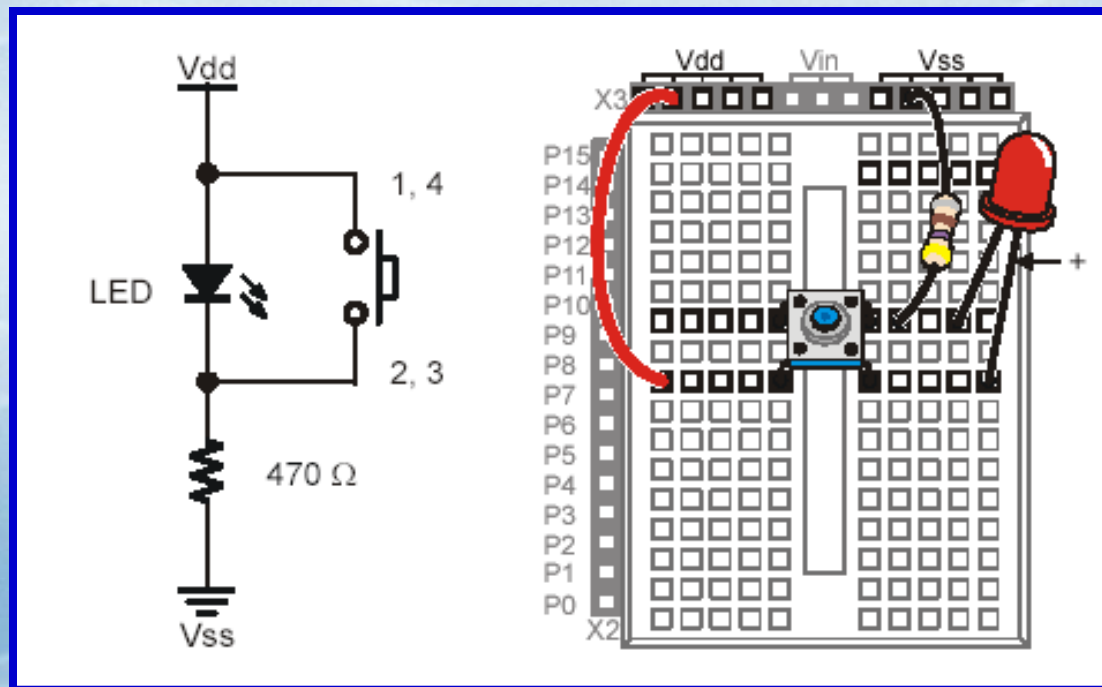 Vdd
1, 4
LED
2, 3
470 Ω
Vss
Vdd Vin Vss
X3
P15
P14
P13
P12
+
P11
P10
P9
P8
P7
P6
P5
P4
P3
P2
P1
P0
X2